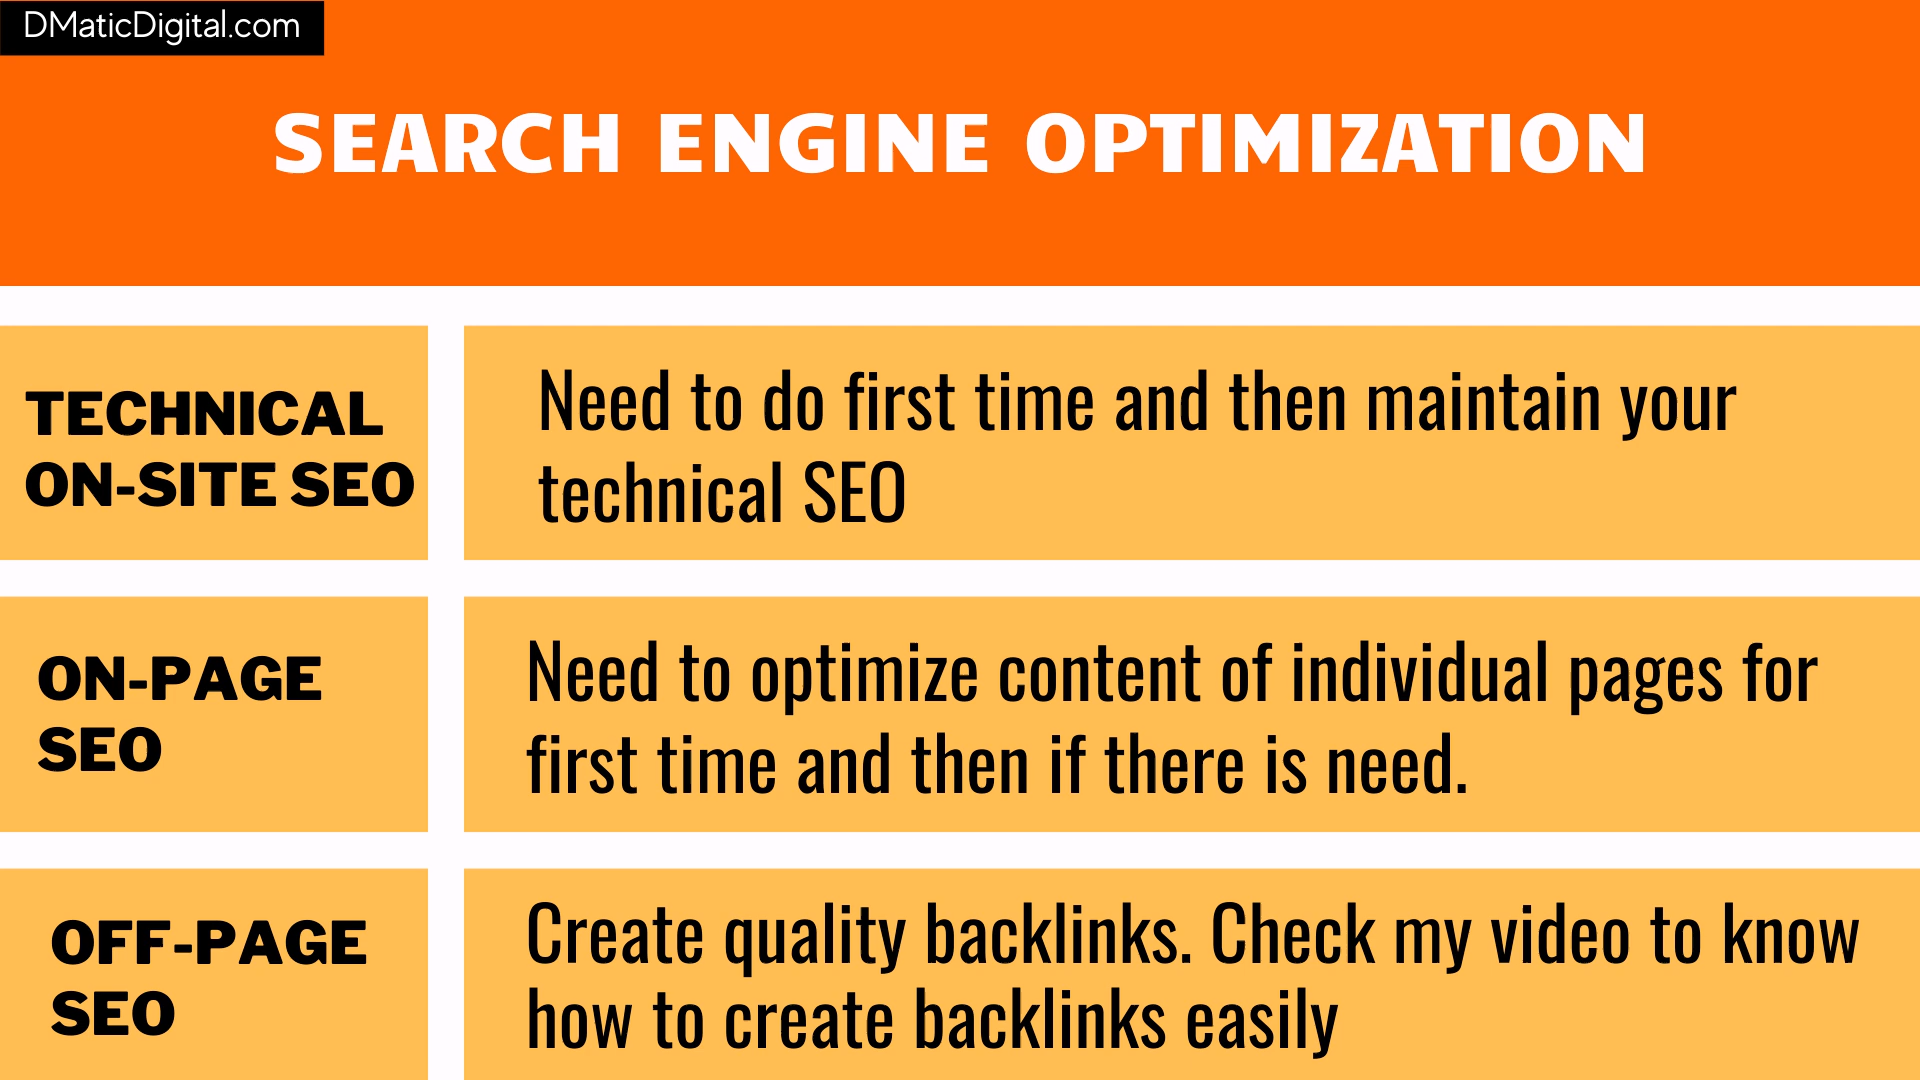 DMaticDigital.com
SEARCH ENGINE OPTIMIZATION
TECHNICAL
ON-SITE SEO
Need to do first time and then maintain your
technical SEO
ON-PAGE
SEO
Need to optimize content of individual pages for
first time and then if there is need.
OFF-PAGE
SEO
Create quality backlinks. Check my video to know
how to create backlinks easily